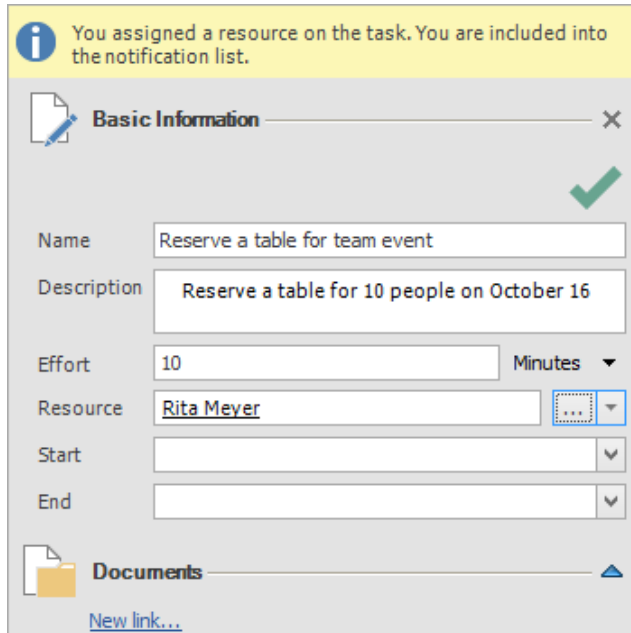 You assigned a resource on the task. You are included into
the notification list.
Basic Information
Name Reserve a table for team event
Description Reserve a table for 10 people on October 16
Effort 10 Minutes
Resource Rita Meyer ...
Start
End
Documents
New link...